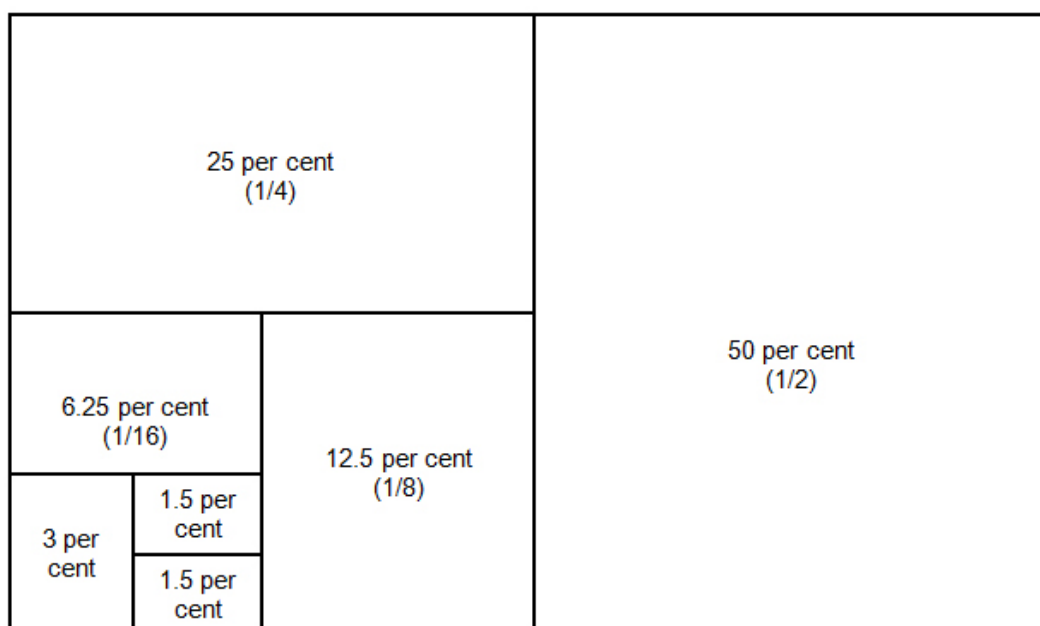 25 per cent
(1/4)
50 per cent
(1/2)
6.25 per cent
(1/16)
12.5 per cent
(1/8)
1.5 per
cent
3 per
cent
1.5 per
cent